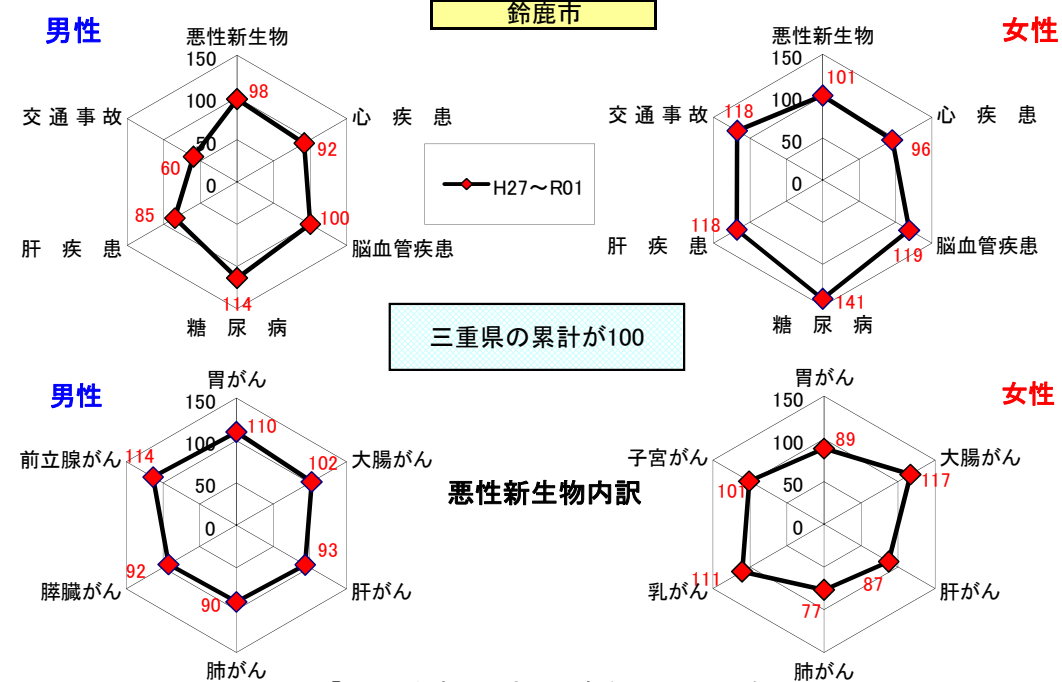 鈴鹿市
男性
悪性新生物
150
100
50
0
98
心疾患
92
脳血管疾患
100
糖尿病
114
肝疾患
85
交通事故
60
H27～R01
女性
悪性新生物
150
100
50
0
101
心疾患
96
脳血管疾患
119
糖尿病
141
肝疾患
118
交通事故
118
三重県の累計が100
男性
胃がん
150
100
50
0
110
大腸がん
102
肝がん
93
肺がん
90
膵臓がん
92
前立腺がん
114
悪性新生物内訳
女性
胃がん
150
100
50
0
89
大腸がん
117
肝がん
87
肺がん
77
乳がん
111
子宮がん
101